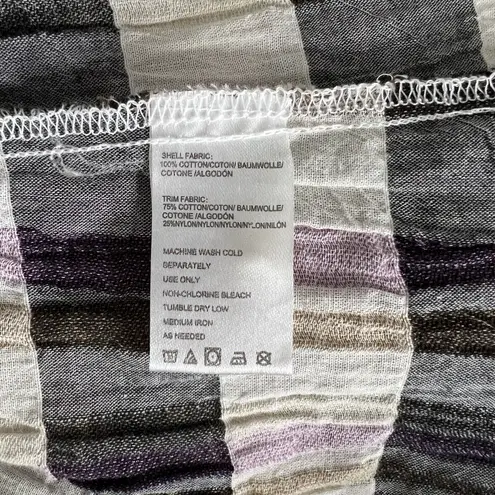 SHELL FABRIC:
100% COTTON/COTON/ BAUMWOLLE/
COTONE /ALGODÓN
TRIM FABRIC:
75% COTTON/COTON/ BAUMWOLLE/
COTONE /ALGODÓN
25%NYLON/NYLON/NYLON/NYLON/NILÓN
MACHINE WASH COLD
SEPARATELY
USE ONLY
NON-CHLORINE BLEACH
TUMBLE DRY LOW
MEDIUM IRON
AS NEEDED